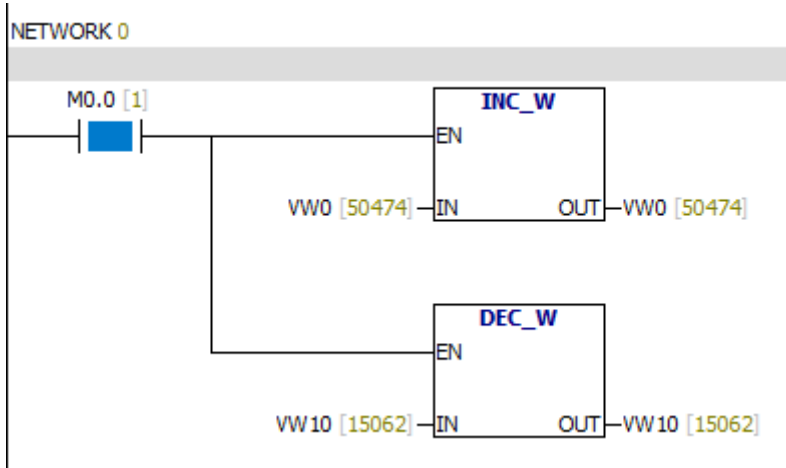 NETWORK 0
M0.0 [1]
INC_W
EN
VW0 [50474] IN OUT VW0 [50474]
DEC_W
EN
VW10 [15062] IN OUT VW10 [15062]